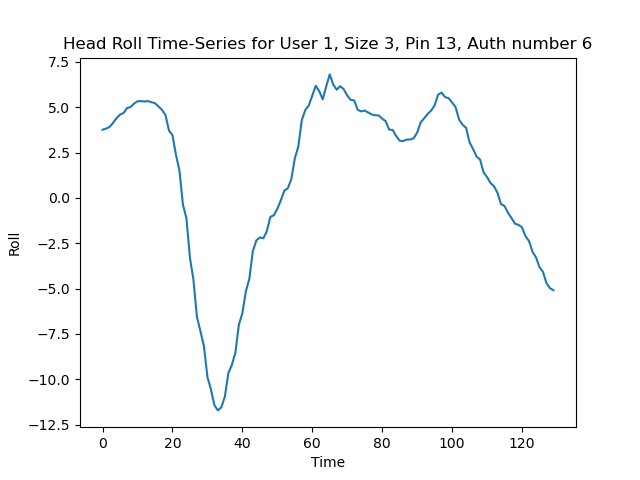 Head Roll Time-Series for User 1, Size 3, Pin 13, Auth number 6
7.5
5.0
2.5
0.0
−2.5
−5.0
−7.5
−10.0
−12.5
Roll
0 20 40 60 80 100 120
Time